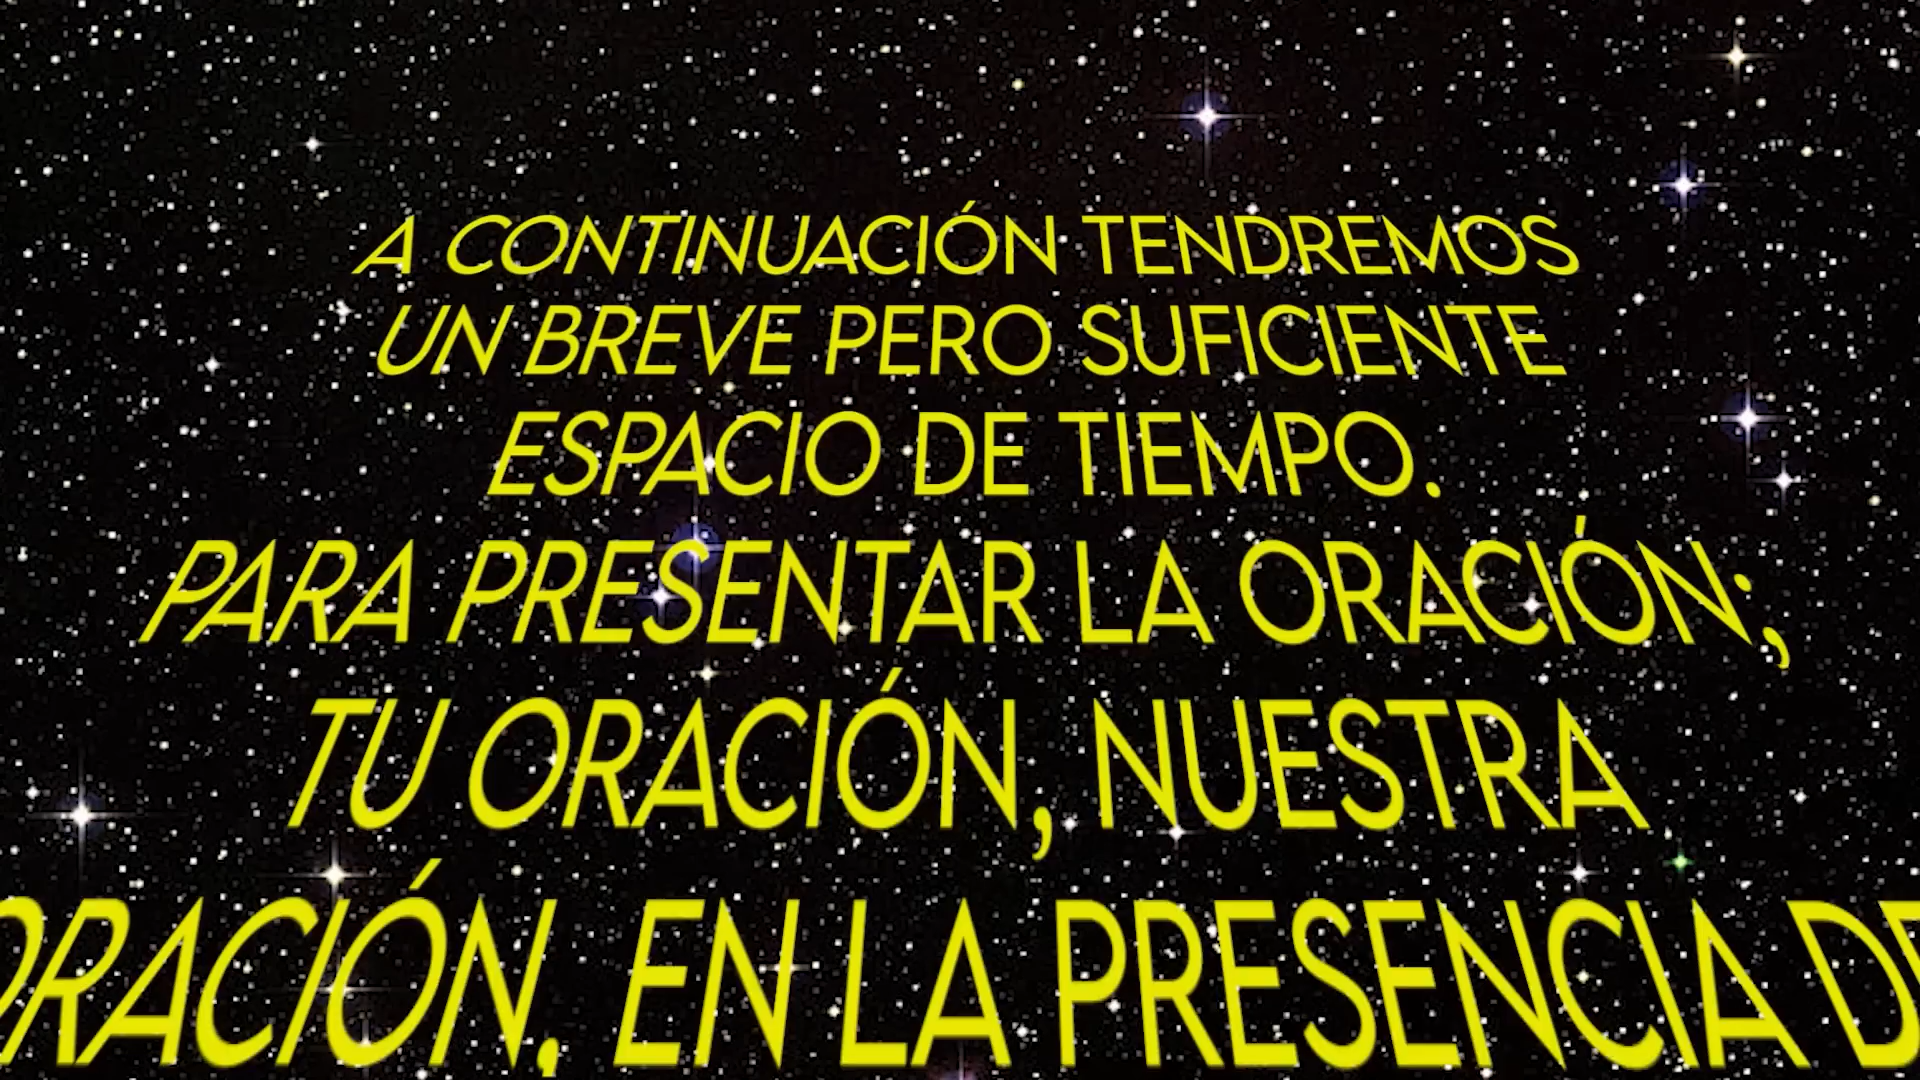 A CONTINUACIÓN TENDREMOS
UN BREVE PERO SUFICIENTE
ESPACIO DE TIEMPO.
PARA PRESENTAR LA ORACIÓN;
TU ORACIÓN, NUESTRA
ORACIÓN, EN LA PRESENCIA DE